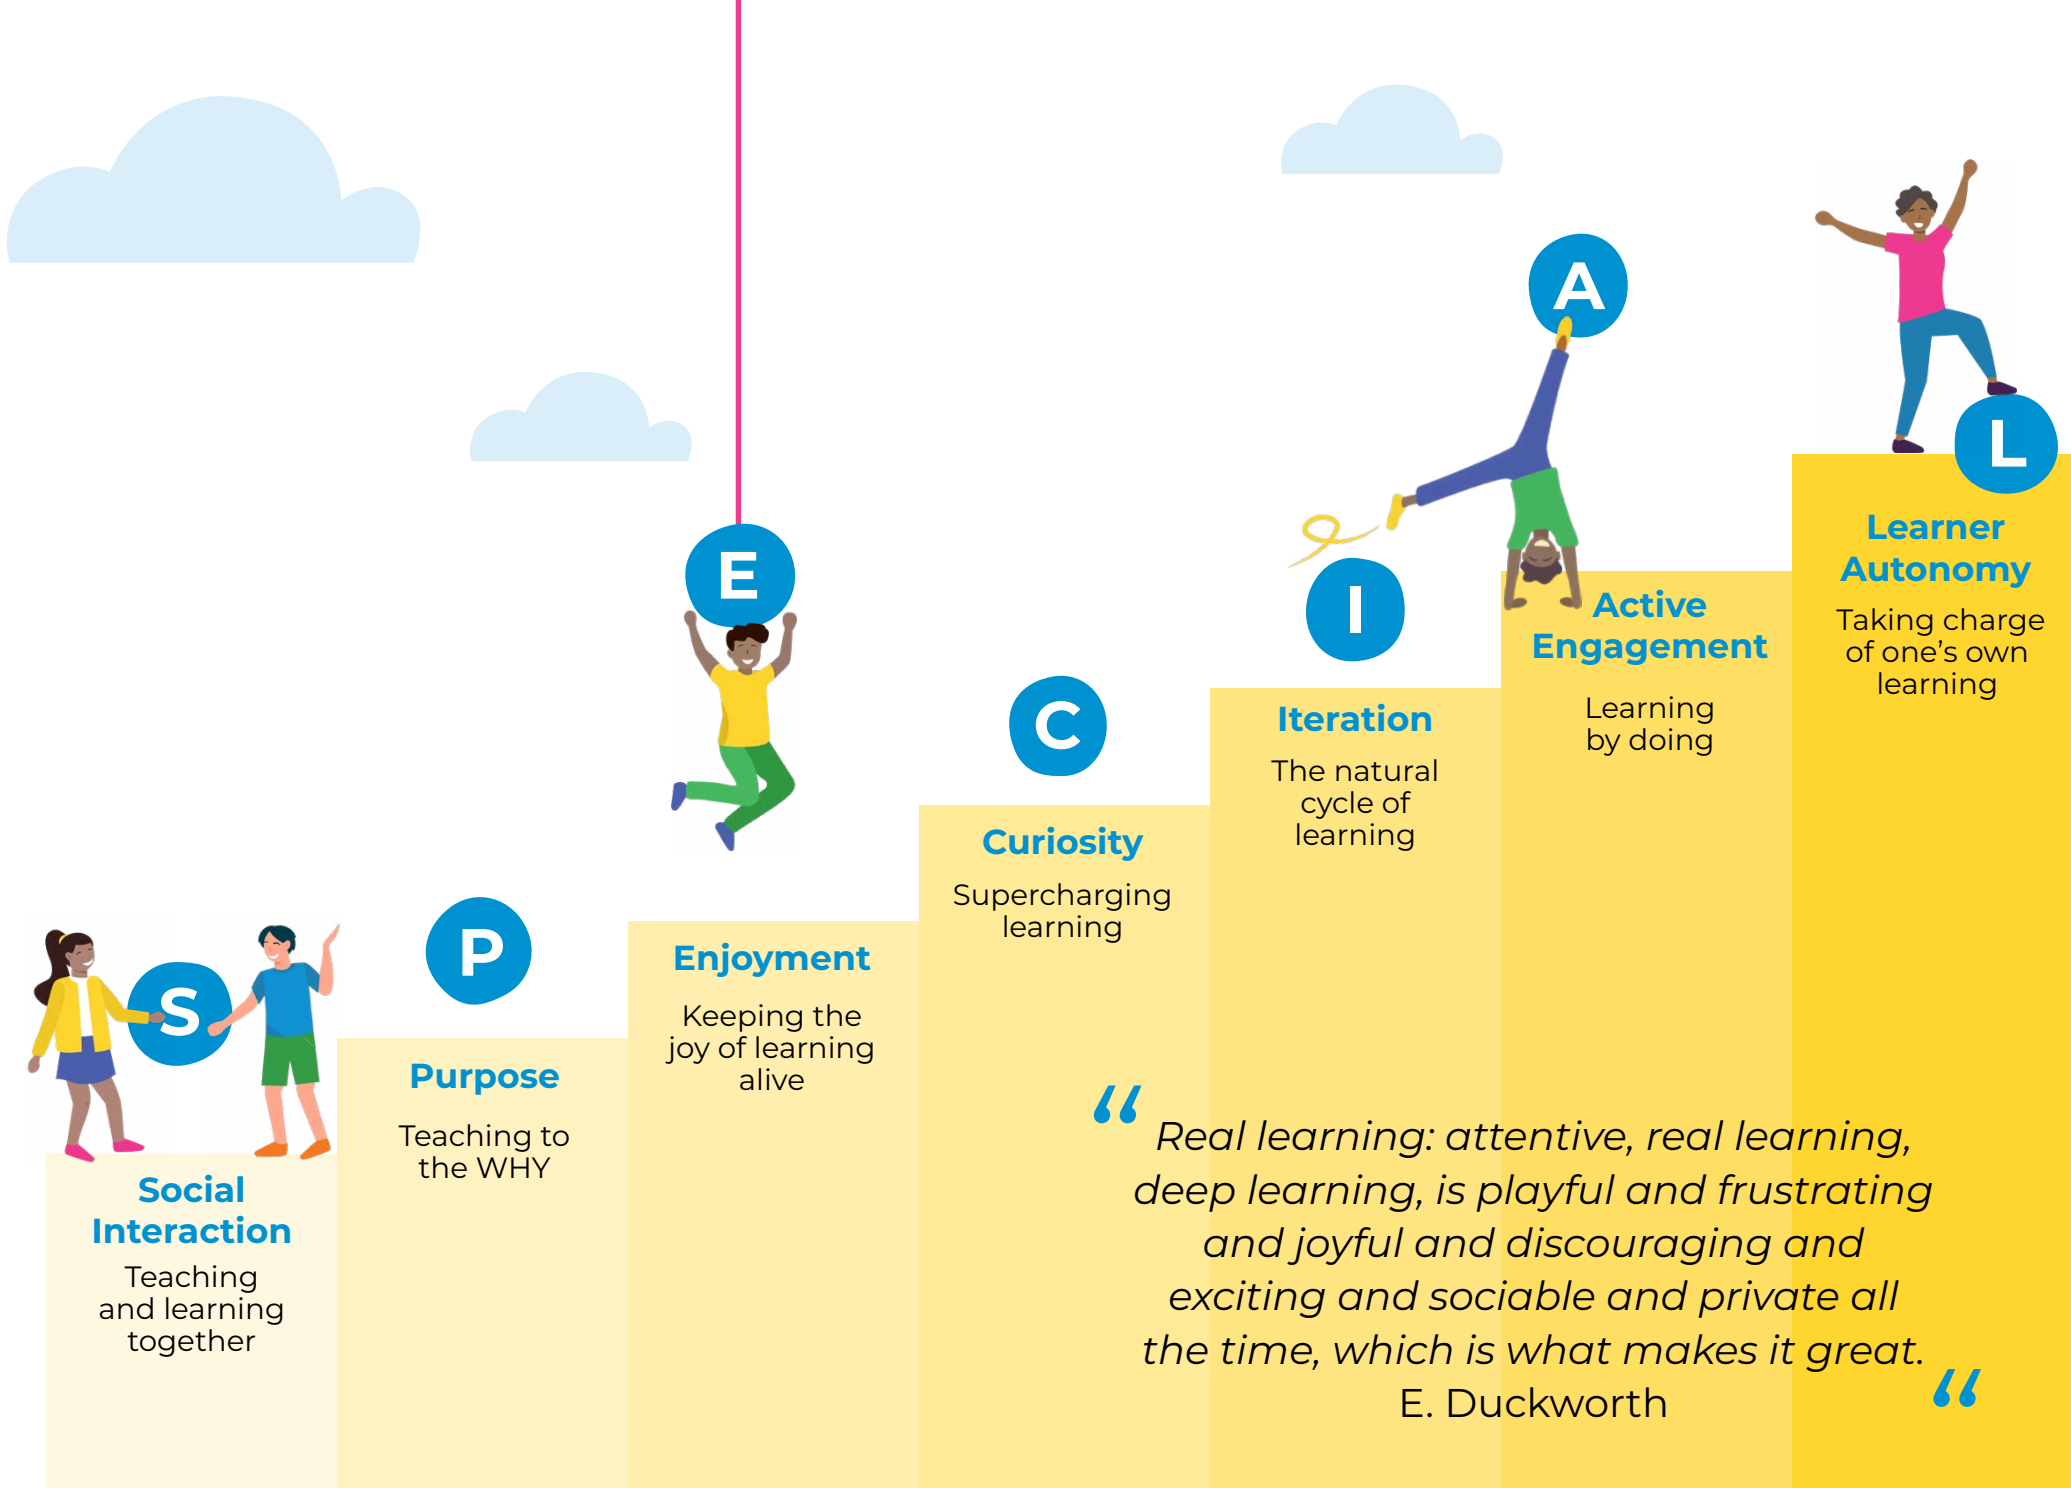 S
Social
Interaction
Teaching
and learning
together
P
Purpose
Teaching to
the WHY
E
Enjoyment
Keeping the
joy of learning
alive
C
Curiosity
Supercharging
learning
I
Iteration
The natural
cycle of
learning
A
Active
Engagement
Learning
by doing
L
Learner
Autonomy
Taking charge
of one’s own
learning
“
Real learning: attentive, real learning,
deep learning, is playful and frustrating
and joyful and discouraging and
exciting and sociable and private all
the time, which is what makes it great.
E. Duckworth
“